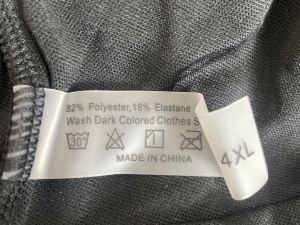 82% Polyester,18% Elastane
Wash Dark Colored Clothes S
30°
MADE IN CHINA
4XL